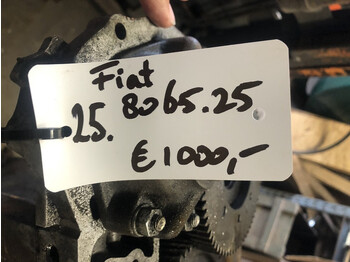 Fiat
25. 8065.25.
€1000,-